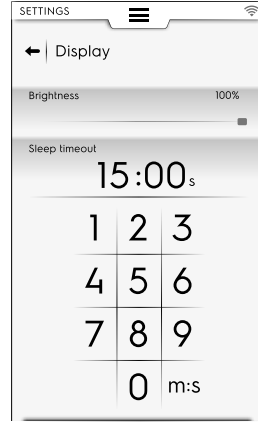 SETTINGS
Display
Brightness 100%
Sleep timeout
15:00s
1 2 3
4 5 6
7 8 9
0 m:s